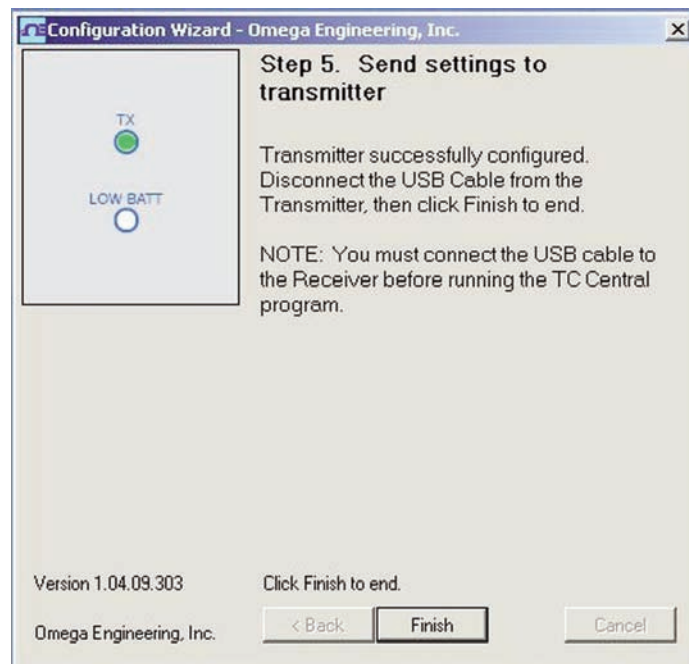 Configuration Wizard - Omega Engineering, Inc.
TX
LOW BATT
Step 5. Send settings to
transmitter
Transmitter successfully configured.
Disconnect the USB Cable from the
Transmitter, then click Finish to end.
NOTE: You must connect the USB cable to
the Receiver before running the TC Central
program.
Version 1.04.09.303
Click Finish to end.
Omega Engineering, Inc.
< Back
Finish
Cancel